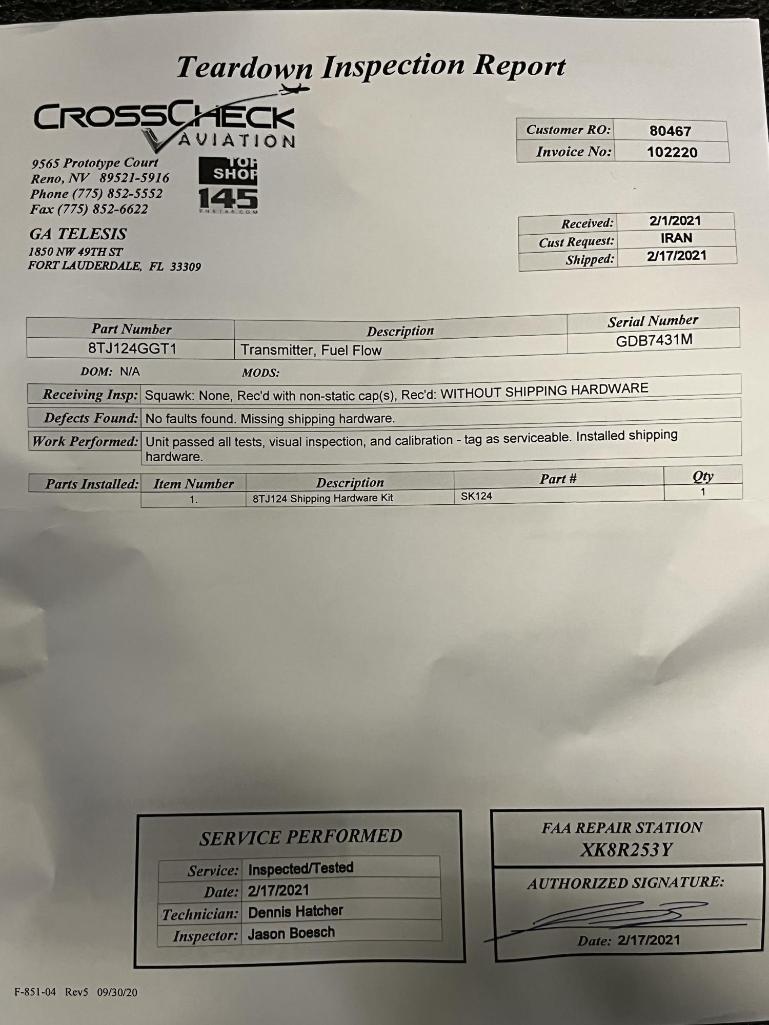 Teardown Inspection Report
CROSSCHECK
AVIATION
9565 Prototype Court
Reno, NV 89521-5916
Phone (775) 852-5552
Fax (775) 852-6622
TOP
SHOP
145
Customer RO: 80467
Invoice No: 102220
GA TELESIS
1850 NW 49TH ST
FORT LAUDERDALE, FL 33309
Received: 2/1/2021
Cust Request: IRAN
Shipped: 2/17/2021
Part Number Description Serial Number
8TJ124GGT1 Transmitter, Fuel Flow GDB7431M
DOM: N/A MODS:
Receiving Insp: Squawk: None, Rec'd with non-static cap(s), Rec'd: WITHOUT SHIPPING HARDWARE
Defects Found: No faults found. Missing shipping hardware.
Work Performed: Unit passed all tests, visual inspection, and calibration - tag as serviceable. Installed shipping
hardware.
Parts Installed: Item Number Description Part # Qty
1. 8TJ124 Shipping Hardware Kit SK124 1
SERVICE PERFORMED
Service: Inspected/Tested
Date: 2/17/2021
Technician: Dennis Hatcher
Inspector: Jason Boesch
FAA REPAIR STATION
XK8R253Y
AUTHORIZED SIGNATURE:
Date: 2/17/2021
F-851-04 Rev5 09/30/20